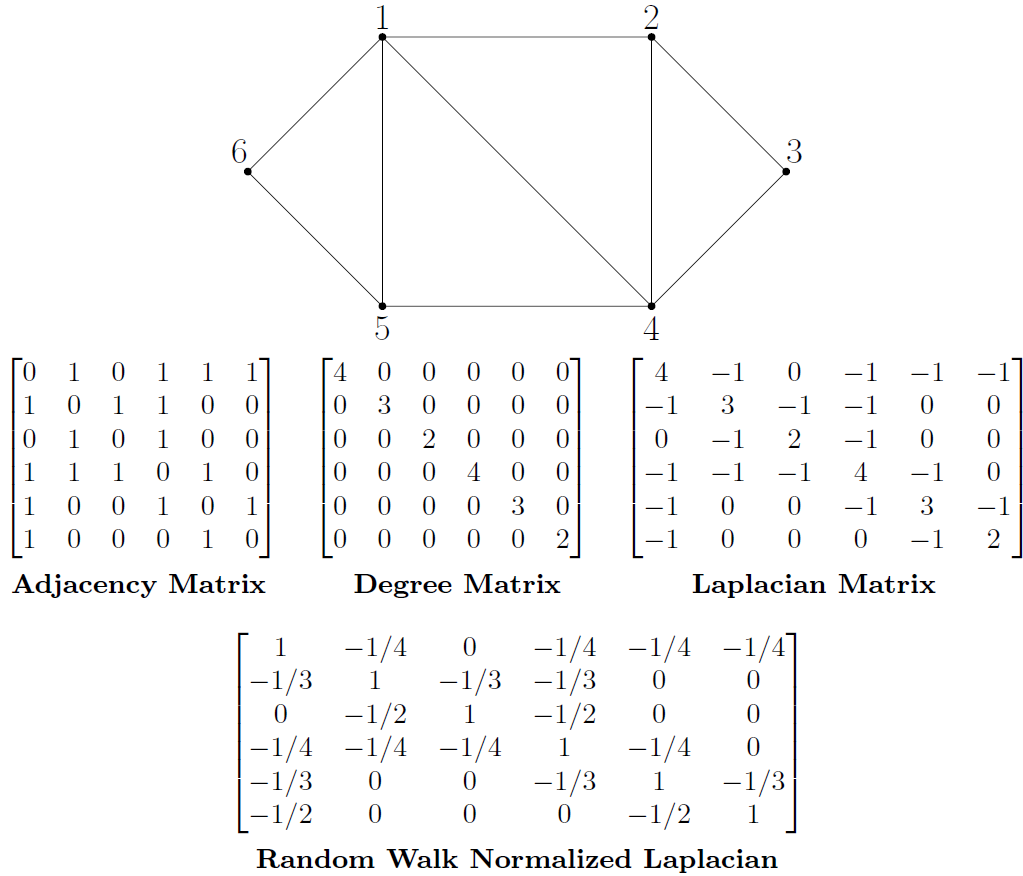 1 2
6 3
5 4
0 1 0 1 1 1 4 0 0 0 0 0 4 −1 0 −1 −1 −1
1 0 1 1 0 0 0 3 0 0 0 0 −1 3 −1 −1 0 0
0 1 0 1 0 0 0 0 2 0 0 0 0 −1 2 −1 0 0
1 1 1 0 1 0 0 0 0 4 0 0 −1 −1 −1 4 −1 0
1 0 0 1 0 1 0 0 0 0 3 0 −1 0 0 −1 3 −1
1 0 0 0 1 0 0 0 0 0 0 2 −1 0 0 0 −1 2
Adjacency Matrix Degree Matrix Laplacian Matrix
1 −1/4 0 −1/4 −1/4 −1/4
−1/3 1 −1/3 −1/3 0 0
0 −1/2 1 −1/2 0 0
−1/4 −1/4 −1/4 1 −1/4 0
−1/3 0 0 −1/3 1 −1/3
−1/2 0 0 0 −1/2 1
Random Walk Normalized Laplacian